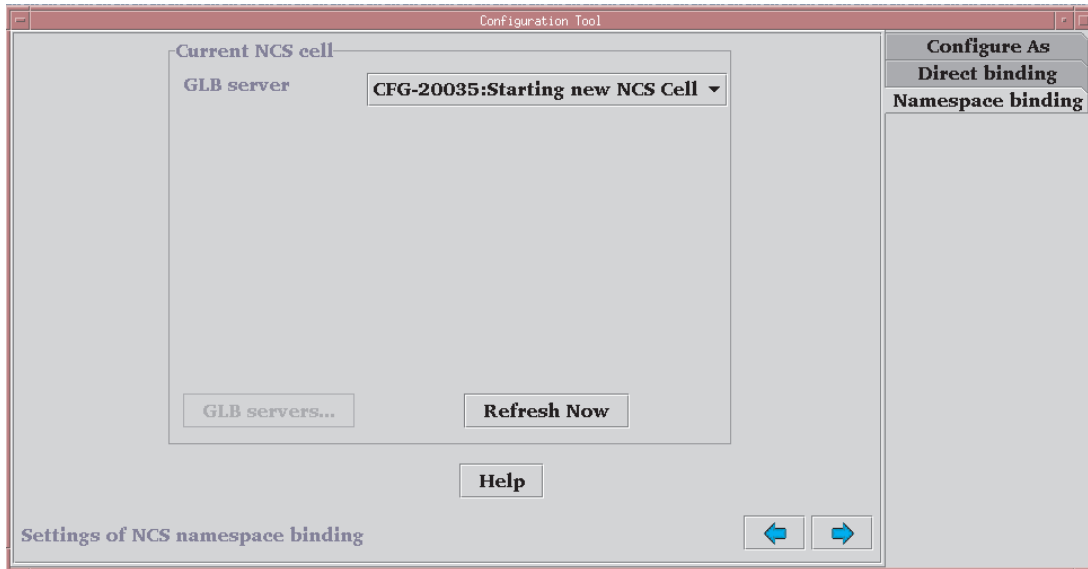 Configuration Tool
Current NCS cell
GLB server
CFG-20035:Starting new NCS Cell
GLB servers...
Refresh Now
Help
Settings of NCS namespace binding
Configure As
Direct binding
Namespace binding